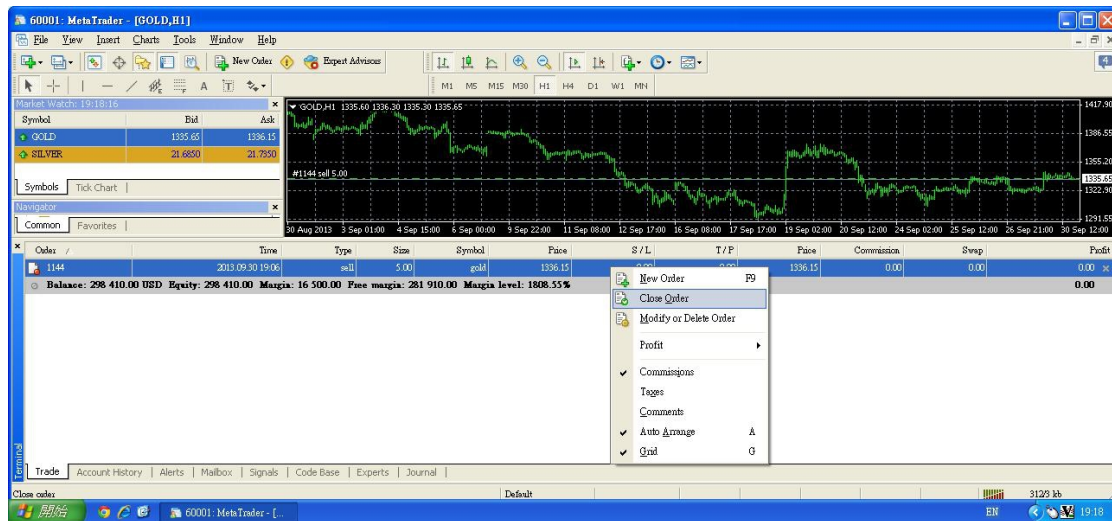 60001: MetaTrader - [GOLD,H1]
File View Insert Charts Tools Window Help
New Order Expert Advisors
A T M1 M5 M15 M30 H1 H4 D1 W1 MN
4
Market Watch: 19:18:16
Symbol Bid Ask
GOLD 1335.65 1336.15
SILVER 21.6850 21.7350
Symbols Tick Chart
Navigator
Common Favorites
GOLD,H1 1335.60 1336.30 1335.30 1335.65
#1144 sell 5.00
1417.90
1386.55
1355.20
1335.65
1322.90
1291.55
30 Aug 2013 3 Sep 01:00 4 Sep 15:00 6 Sep 00:00 9 Sep 22:00 11 Sep 08:00 12 Sep 17:00 16 Sep 08:00 17 Sep 17:00 19 Sep 02:00 20 Sep 12:00 24 Sep 02:00 25 Sep 12:00 26 Sep 21:00 30 Sep 12:00
Order / Time Type Size Symbol Price S / L T / P Price Commission Swap Profit
1144 2013.09.30 19:06 sell 5.00 gold 1336.15 0.00 0.00 1336.15 0.00 0.00 0.00
Balance: 298 410.00 USD Equity: 298 410.00 Margin: 16 500.00 Free margin: 281 910.00 Margin level: 1808.55% 0.00
New Order F9
Close Order
Modify or Delete Order
Profit
Commissions
Taxes
Comments
Auto Arrange A
Grid G
Terminal
Trade Account History Alerts Mailbox Signals Code Base Experts Journal
Close order Default 312/3 kb
開始 60001: MetaTrader - [... EN 19:18